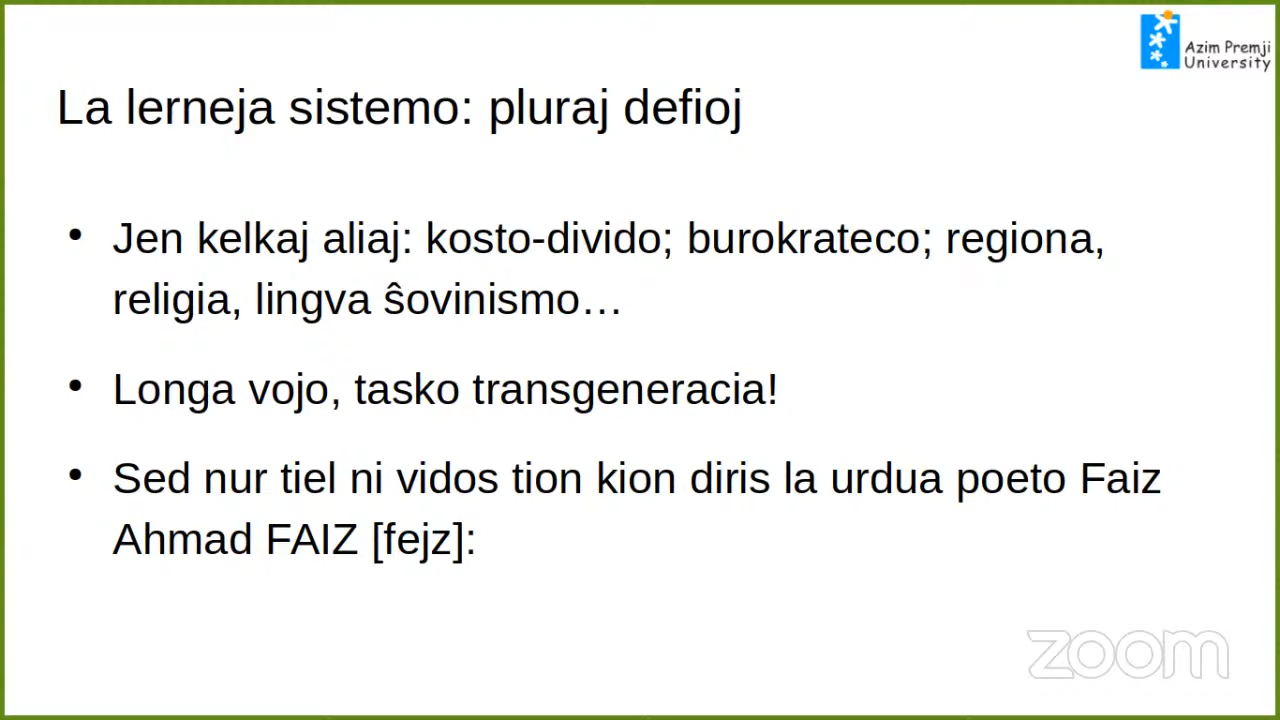 Azim Premji
University
La lerneja sistemo: pluraj defioj
• Jen kelkaj aliaj: kosto-divido; burokrateco; regiona,
religia, lingva ŝovinismo…
• Longa vojo, tasko transgeneracia!
• Sed nur tiel ni vidos tion kion diris la urdua poeto Faiz
Ahmad FAIZ [fejz]:
zoom